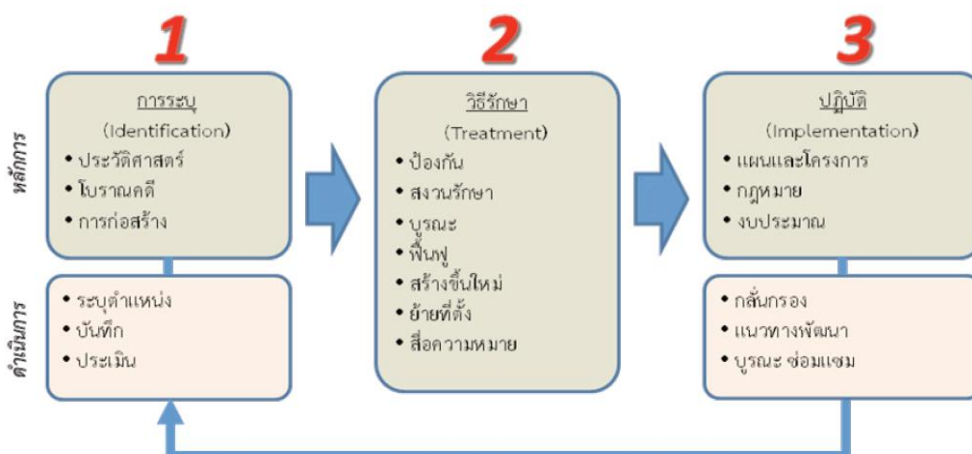 1
2
3
หลักการ
การระบุ
(Identification)
• ประวัติศาสตร์
• โบราณคดี
• การก่อสร้าง
วิธีรักษา
(Treatment)
• ป้องกัน
• สงวนรักษา
• บูรณะ
• ฟื้นฟู
• สร้างขึ้นใหม่
• ย้ายที่ตั้ง
• สื่อความหมาย
ปฏิบัติ
(Implementation)
• แผนและโครงการ
• กฎหมาย
• งบประมาณ
ดำเนินการ
• ระบุตำแหน่ง
• บันทึก
• ประเมิน
• กลั่นกรอง
• แนวทางพัฒนา
• บูรณะ ซ่อมแซม